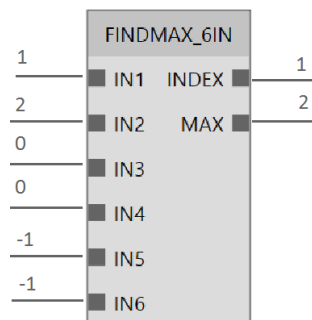 FINDMAX_6IN
1 IN1 INDEX 1
2 IN2 MAX 2
0 IN3
0 IN4
-1 IN5
-1 IN6